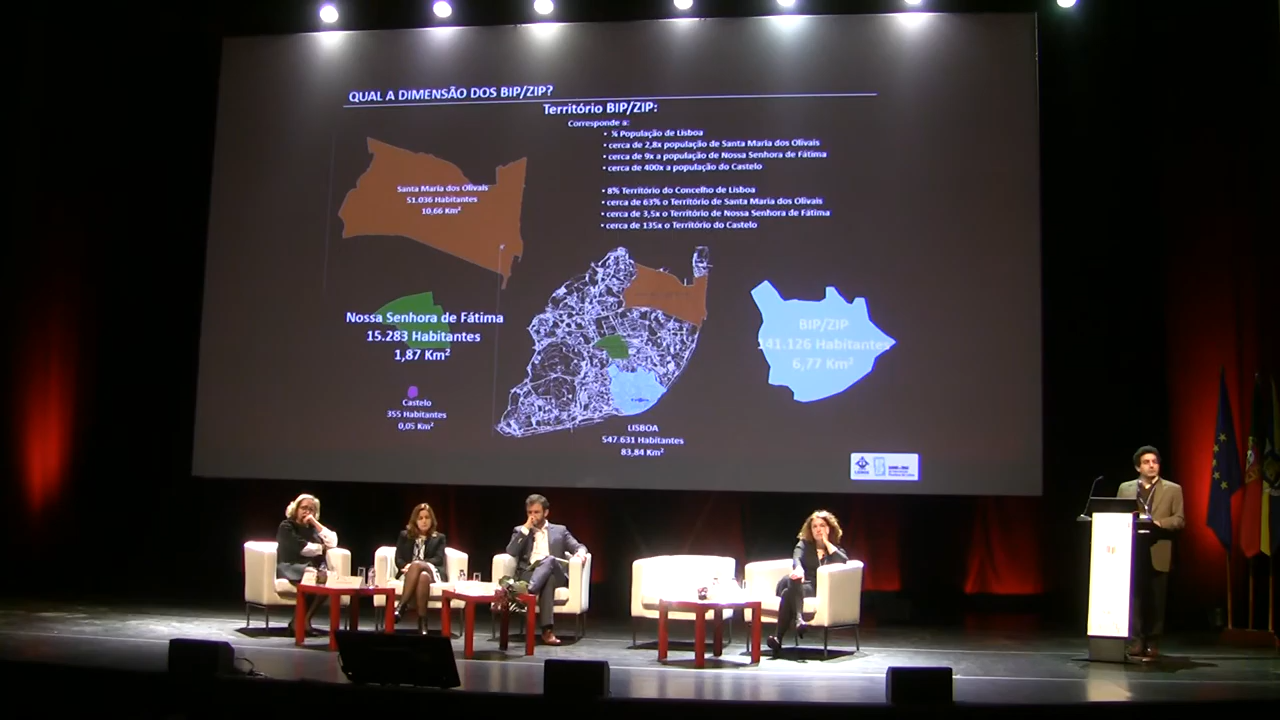 QUAL A DIMENSÃO DOS BIP/ZIP?
Território BIP/ZIP:
Corresponde a:
• ¼ População de Lisboa
• cerca de 2,8x população de Santa Maria dos Olivais
• cerca de 9x a população de Nossa Senhora de Fátima
• cerca de 400x a população do Castelo
• 8% Território do Concelho de Lisboa
• cerca de 63% o Território de Santa Maria dos Olivais
• cerca de 3,5x o Território de Nossa Senhora de Fátima
• cerca de 135x o Território do Castelo
Santa Maria dos Olivais
51.036 Habitantes
10,66 Km²
Nossa Senhora de Fátima
15.283 Habitantes
1,87 Km²
Castelo
355 Habitantes
0,05 Km²
LISBOA
547.631 Habitantes
83,84 Km²
BIP/ZIP
141.126 Habitantes
6,77 Km²